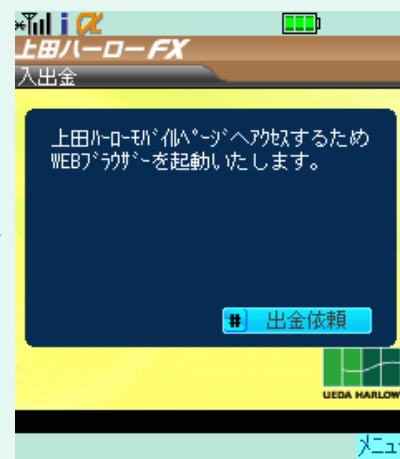 i α
上田ハーローFX
入出金
上田ﾊｰﾛｰﾓﾊﾞｲﾙﾍﾟｰｼﾞへｱｸｾｽするため
WEBﾌﾞﾗｳｻﾞｰを起動いたします。
# 出金依頼
UEDA HARLOW
ﾒﾆｭｰ